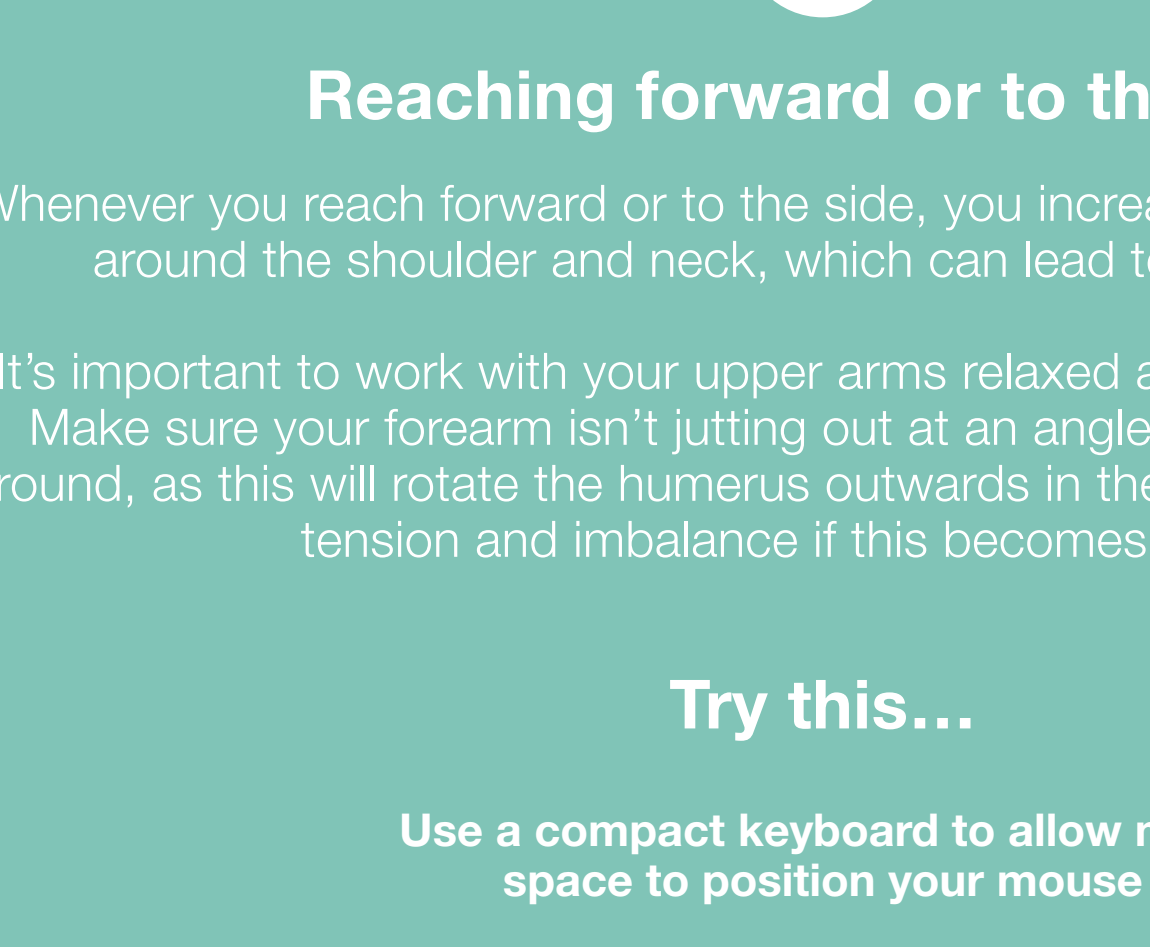 Reaching forward or to th
Whenever you reach forward or to the side, you increa
around the shoulder and neck, which can lead t
It’s important to work with your upper arms relaxed a
Make sure your forearm isn’t jutting out at an angle
round, as this will rotate the humerus outwards in the
tension and imbalance if this becomes
Try this…
Use a compact keyboard to allow
space to position your mouse